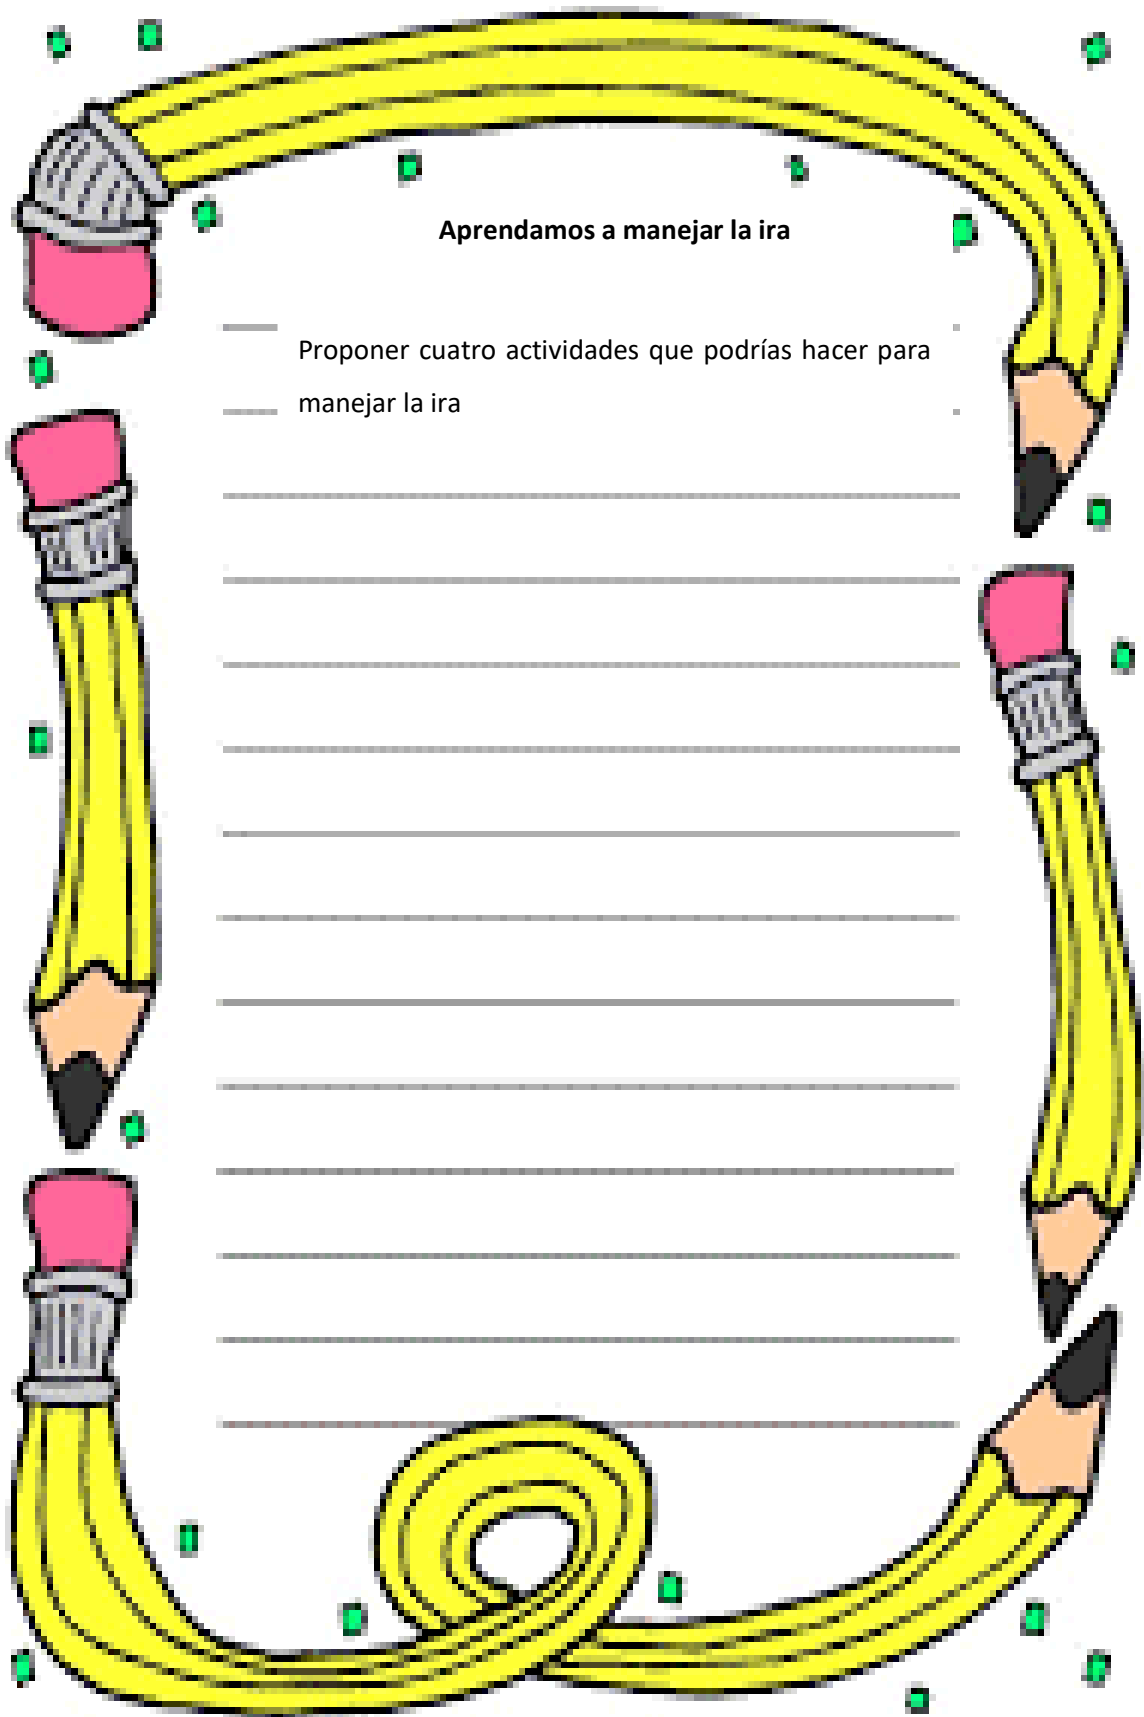 Aprendamos a manejar la ira
Proponer cuatro actividades que podrías hacer para
manejar la ira